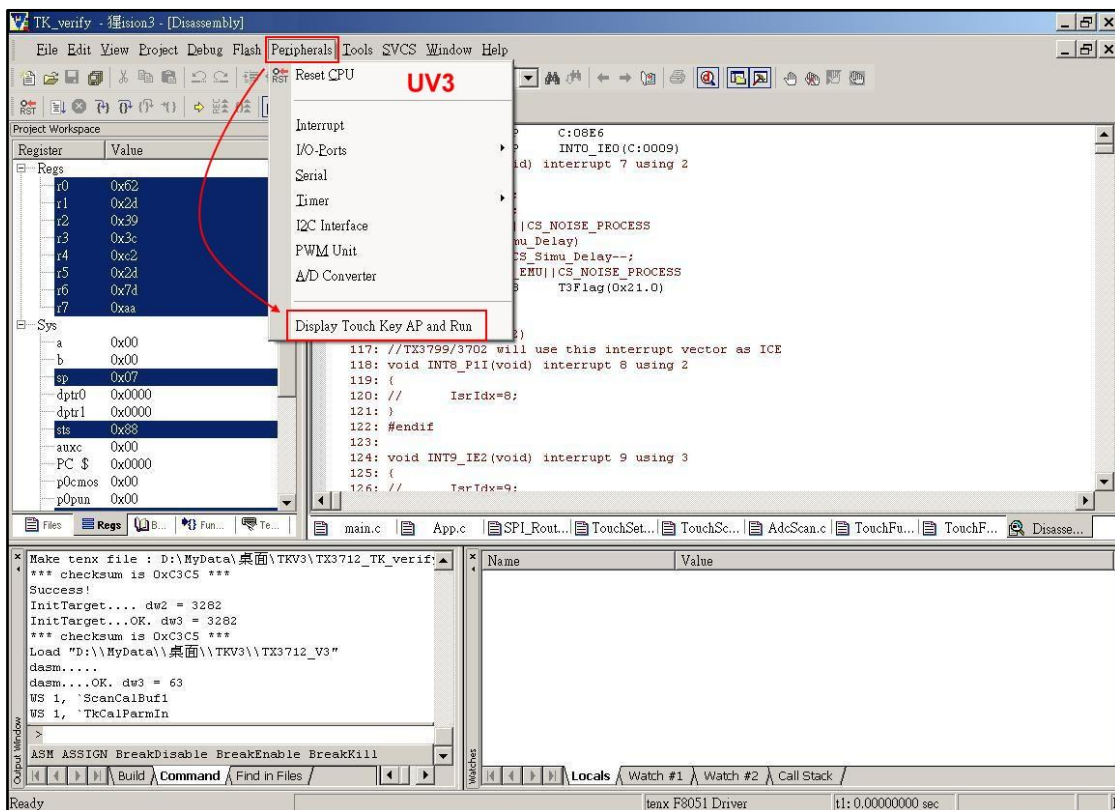 TK_verify - 獾ision3 - [Disassembly]
File Edit View Project Debug Flash Peripherals Tools SVCS Window Help
RST
Reset CPU
UV3
Interrupt
I/O-Ports
Serial
Timer
I2C Interface
PWM Unit
A/D Converter
Display Touch Key AP and Run
Project Workspace
Register Value
Regs
r0 0x62
r1 0x2d
r2 0x39
r3 0x3c
r4 0xc2
r5 0x2d
r6 0x7d
r7 0xaa
Sys
a 0x00
b 0x00
sp 0x07
dptr0 0x0000
dptr1 0x0000
sts 0x88
auxc 0x00
PC $ 0x0000
p0cmos 0x00
p0pun 0x00
Files Regs B... Fun... Te...
P C:08E6
P INT0_IE0(C:0009)
id) interrupt 7 using 2
;
;
||CS_NOISE_PROCESS
mu_Delay)
CS_Simu_Delay--;
EMU||CS_NOISE_PROCESS
T3Flag(0x21.0)
2)
117: //TX3799/3702 will use this interrupt vector as ICE
118: void INT8_P1I(void) interrupt 8 using 2
119: {
120: // IsrIdx=8;
121: }
122: #endif
123:
124: void INT9_IE2(void) interrupt 9 using 3
125: {
126: // IsrIdx=9;
main.c App.c SPI_Rout... TouchSet... TouchSc... AdcScan.c TouchFu... TouchF... Disasse...
Make tenx file : D:\MyData\桌面\TKV3\TX3712_TK_verify
*** checksum is 0xC3C5 ***
Success!
InitTarget.... dw2 = 3282
InitTarget...OK. dw3 = 3282
*** checksum is 0xC3C5 ***
Load "D:\\MyData\\桌面\\TKV3\\TX3712_V3"
dasm.....
dasm....OK. dw3 = 63
WS 1, `ScanCalBuf1
WS 1, `TkCalParmIn
>
ASM ASSIGN BreakDisable BreakEnable BreakKill
Output Window
Build Command Find in Files
Name Value
Watches
Locals Watch #1 Watch #2 Call Stack
Ready
tenx F8051 Driver
t1: 0.00000000 sec